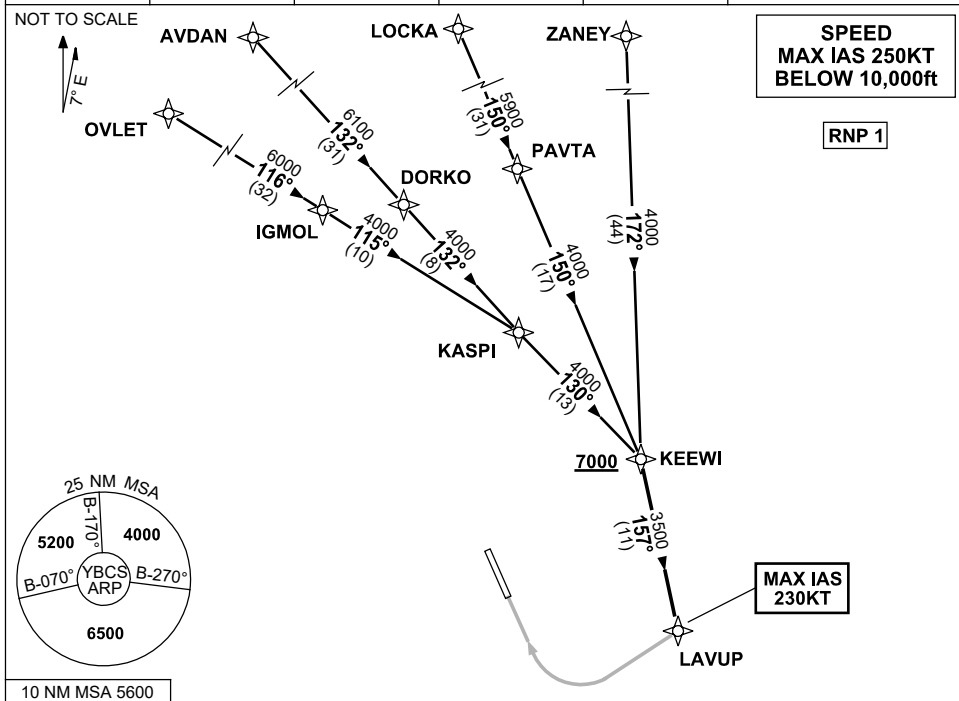 NOT TO SCALE
7° E
AVDAN
LOCKA
ZANEY
SPEED
MAX IAS 250KT
BELOW 10,000ft
RNP 1
OVLET
6000
116°
(32)
6100
132°
(31)
5900
150°
(31)
PAVTA
DORKO
IGMOL
4000
115°
(10)
4000
132°
(8)
4000
150°
(17)
4000
172°
(44)
KASPI
4000
130°
(13)
7000
KEEWI
3500
157°
(11)
MAX IAS
230KT
LAVUP
25 NM MSA
B-170°
5200
4000
B-070°
YBCS
ARP
B-270°
6500
10 NM MSA 5600